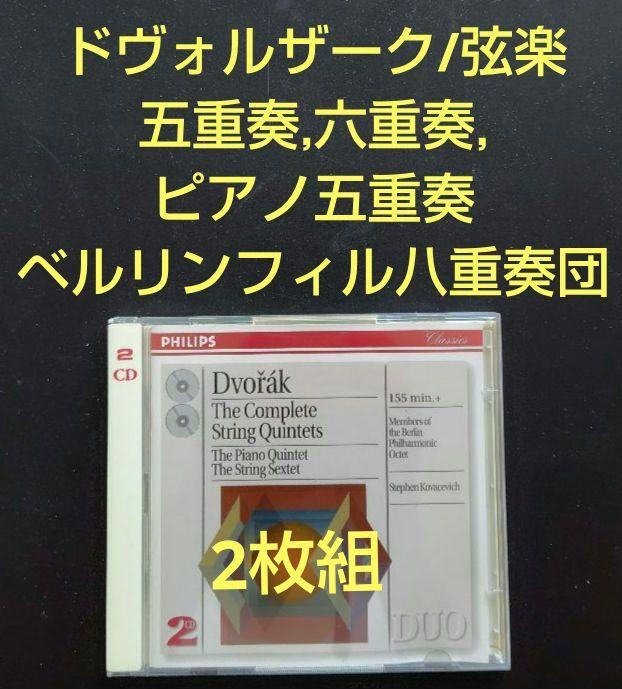 ドヴォルザーク/弦楽
五重奏,六重奏,
ピアノ五重奏
ベルリンフィル八重奏団
2
CD
PHILIPS
Classics
Dvořák
The Complete
String Quintets
The Piano Quintet
The String Sextet
155 min.+
Members of
the Berlin
Philharmonic
Octet
Stephen Kovacevich
2枚組
2CD
DUO